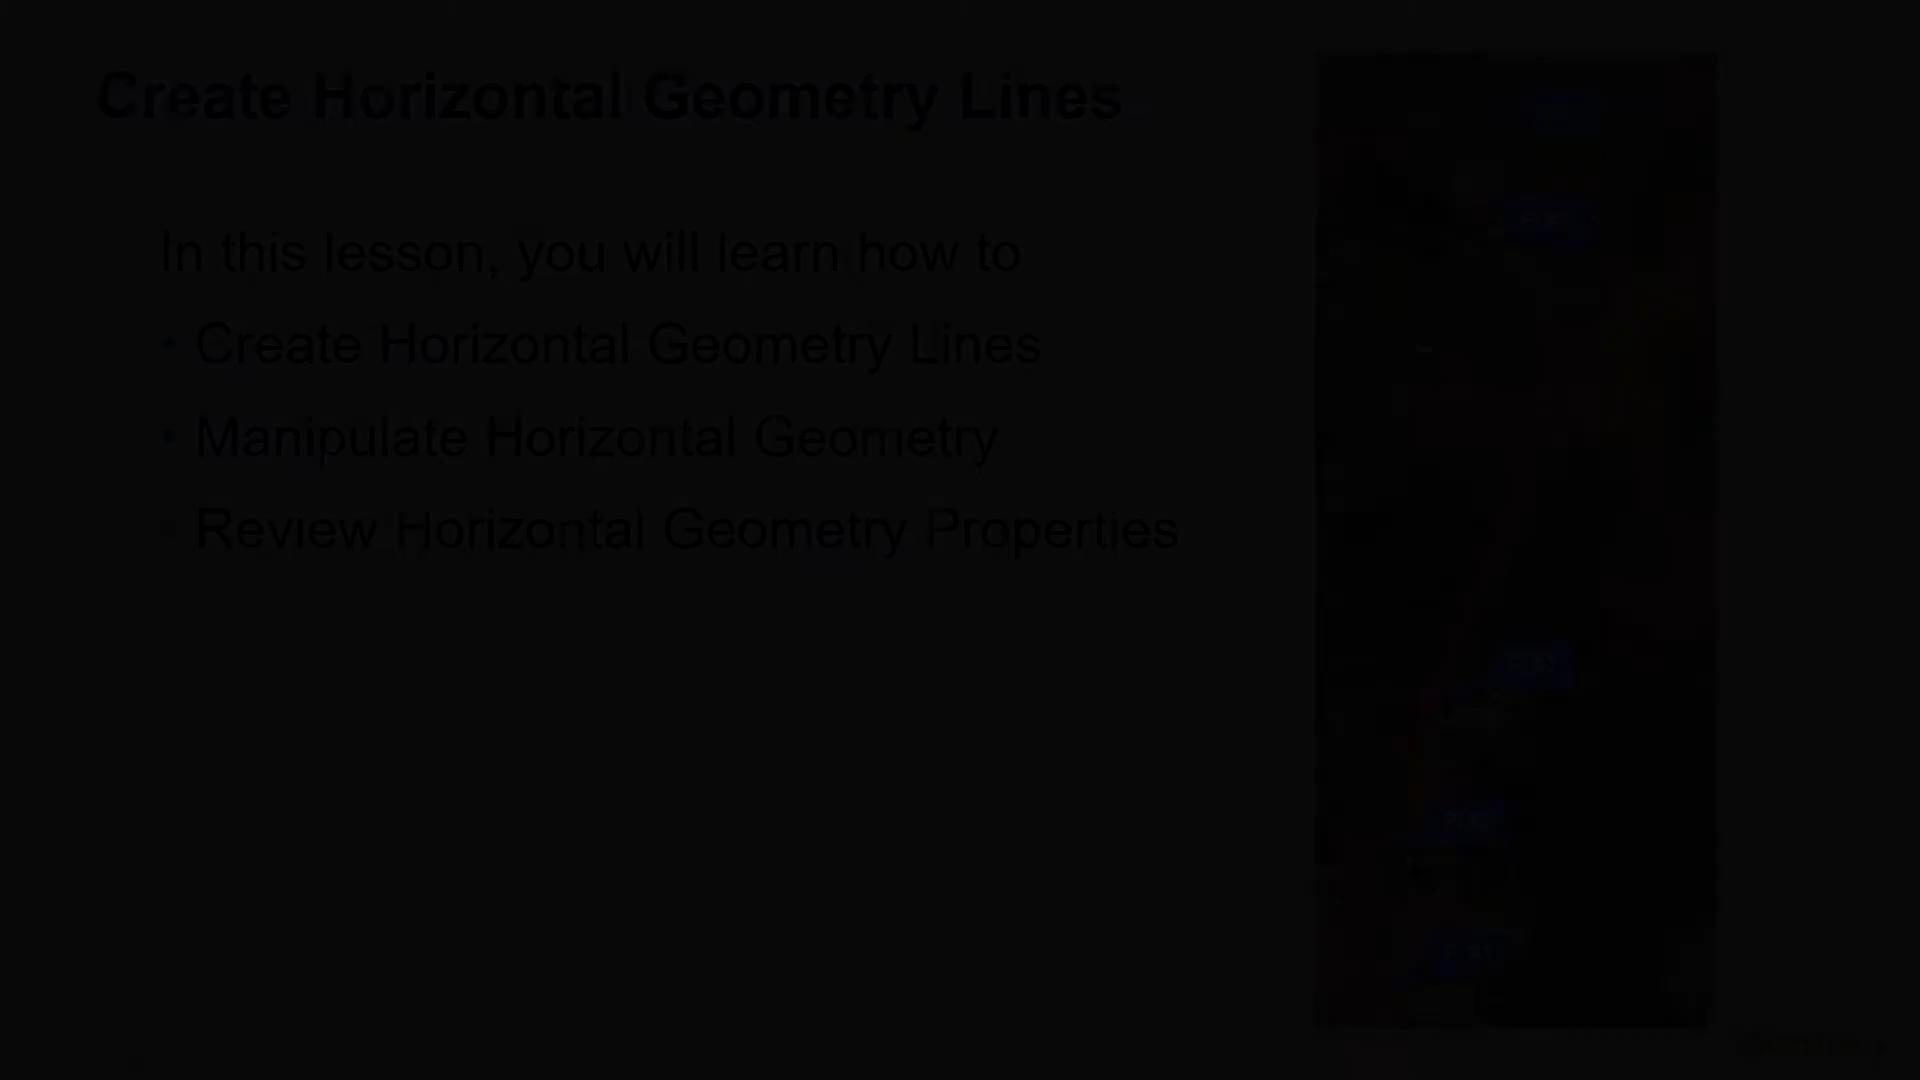 Create Horizontal Geometry Lines
In this lesson, you will learn how to
• Create Horizontal Geometry Lines
• Manipulate Horizontal Geometry
• Review Horizontal Geometry Properties